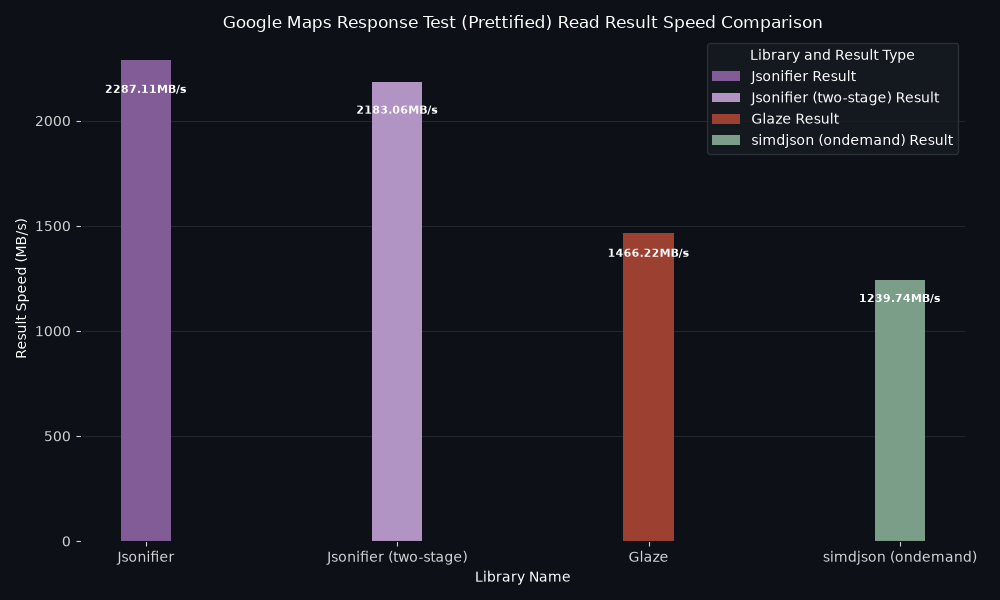 Google Maps Response Test (Prettified) Read Result Speed Comparison
Library and Result Type
Jsonifier Result
Jsonifier (two-stage) Result
Glaze Result
simdjson (ondemand) Result
2287.11MB/s
2183.06MB/s
1466.22MB/s
1239.74MB/s
Result Speed (MB/s)
2000
1500
1000
500
0
Jsonifier
Jsonifier (two-stage)
Glaze
simdjson (ondemand)
Library Name